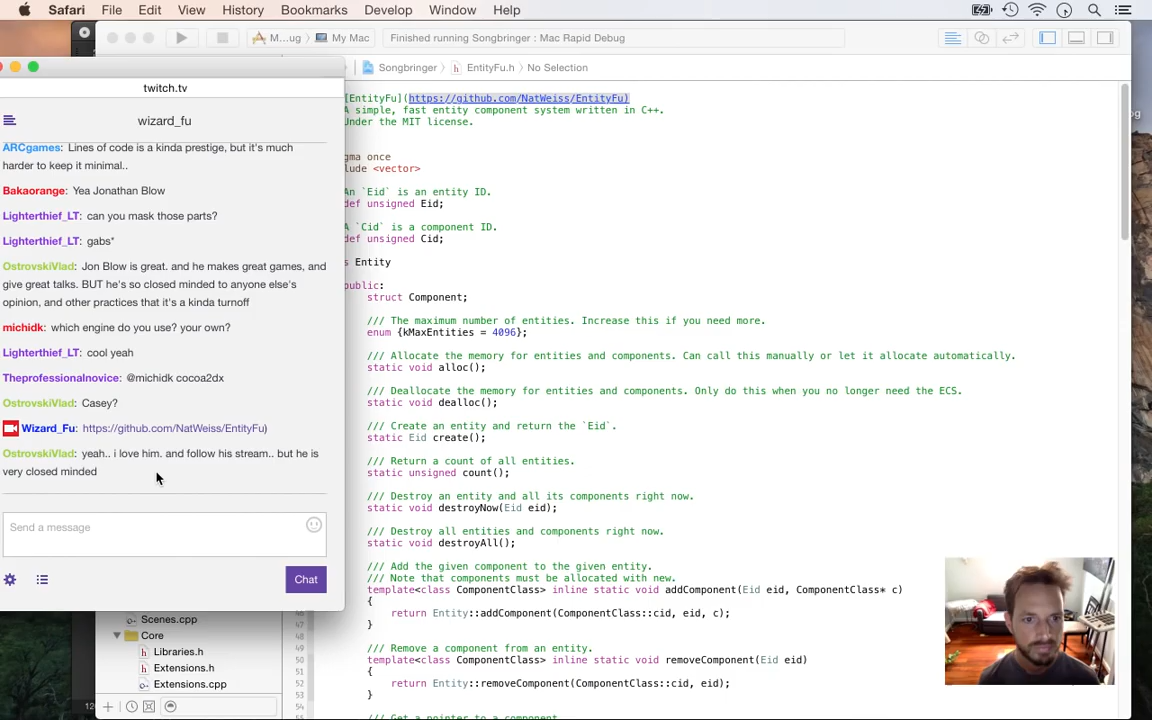 Safari File Edit View History Bookmarks Develop Window Help
M...ug My Mac Finished running Songbringer : Mac Rapid Debug
Songbringer EntityFu.h No Selection
twitch.tv
wizard_fu
ARCgames: Lines of code is a kinda prestige, but it's much
harder to keep it minimal..
Bakaorange: Yea Jonathan Blow
Lighterthief_LT: can you mask those parts?
Lighterthief_LT: gabs*
OstrovskiVlad: Jon Blow is great. and he makes great games, and
give great talks. BUT he's so closed minded to anyone else's
opinion, and other practices that it's a kinda turnoff
michidk: which engine do you use? your own?
Lighterthief_LT: cool yeah
Theprofessionalnovice: @michidk cocoa2dx
OstrovskiVlad: Casey?
Wizard_Fu: https://github.com/NatWeiss/EntityFu)
OstrovskiVlad: yeah.. i love him. and follow his stream.. but he is
very closed minded
Send a message
Chat
[EntityFu](https://github.com/NatWeiss/EntityFu)
A simple, fast entity component system written in C++.
Under the MIT license.
gma once
lude <vector>
An `Eid` is an entity ID.
def unsigned Eid;
A `Cid` is a component ID.
def unsigned Cid;
s Entity
public:
struct Component;
/// The maximum number of entities. Increase this if you need more.
enum {kMaxEntities = 4096};
/// Allocate the memory for entities and components. Can call this manually or let it allocate automatically.
static void alloc();
/// Deallocate the memory for entities and components. Only do this when you no longer need the ECS.
static void dealloc();
/// Create an entity and return the `Eid`.
static Eid create();
/// Return a count of all entities.
static unsigned count();
/// Destroy an entity and all its components right now.
static void destroyNow(Eid eid);
/// Destroy all entities and components right now.
static void destroyAll();
/// Add the given component to the given entity.
/// Note that components must be allocated with new.
template<class ComponentClass> inline static void addComponent(Eid eid, ComponentClass* c)
{
return Entity::addComponent(ComponentClass::cid, eid, c);
47 }
48
49 /// Remove a component from an entity.
50 template<class ComponentClass> inline static void removeComponent(Eid eid)
51 {
52 return Entity::removeComponent(ComponentClass::cid, eid);
53 }
54
/// Get a pointer to a component
Scenes.cpp
Core
Libraries.h
Extensions.h
Extensions.cpp